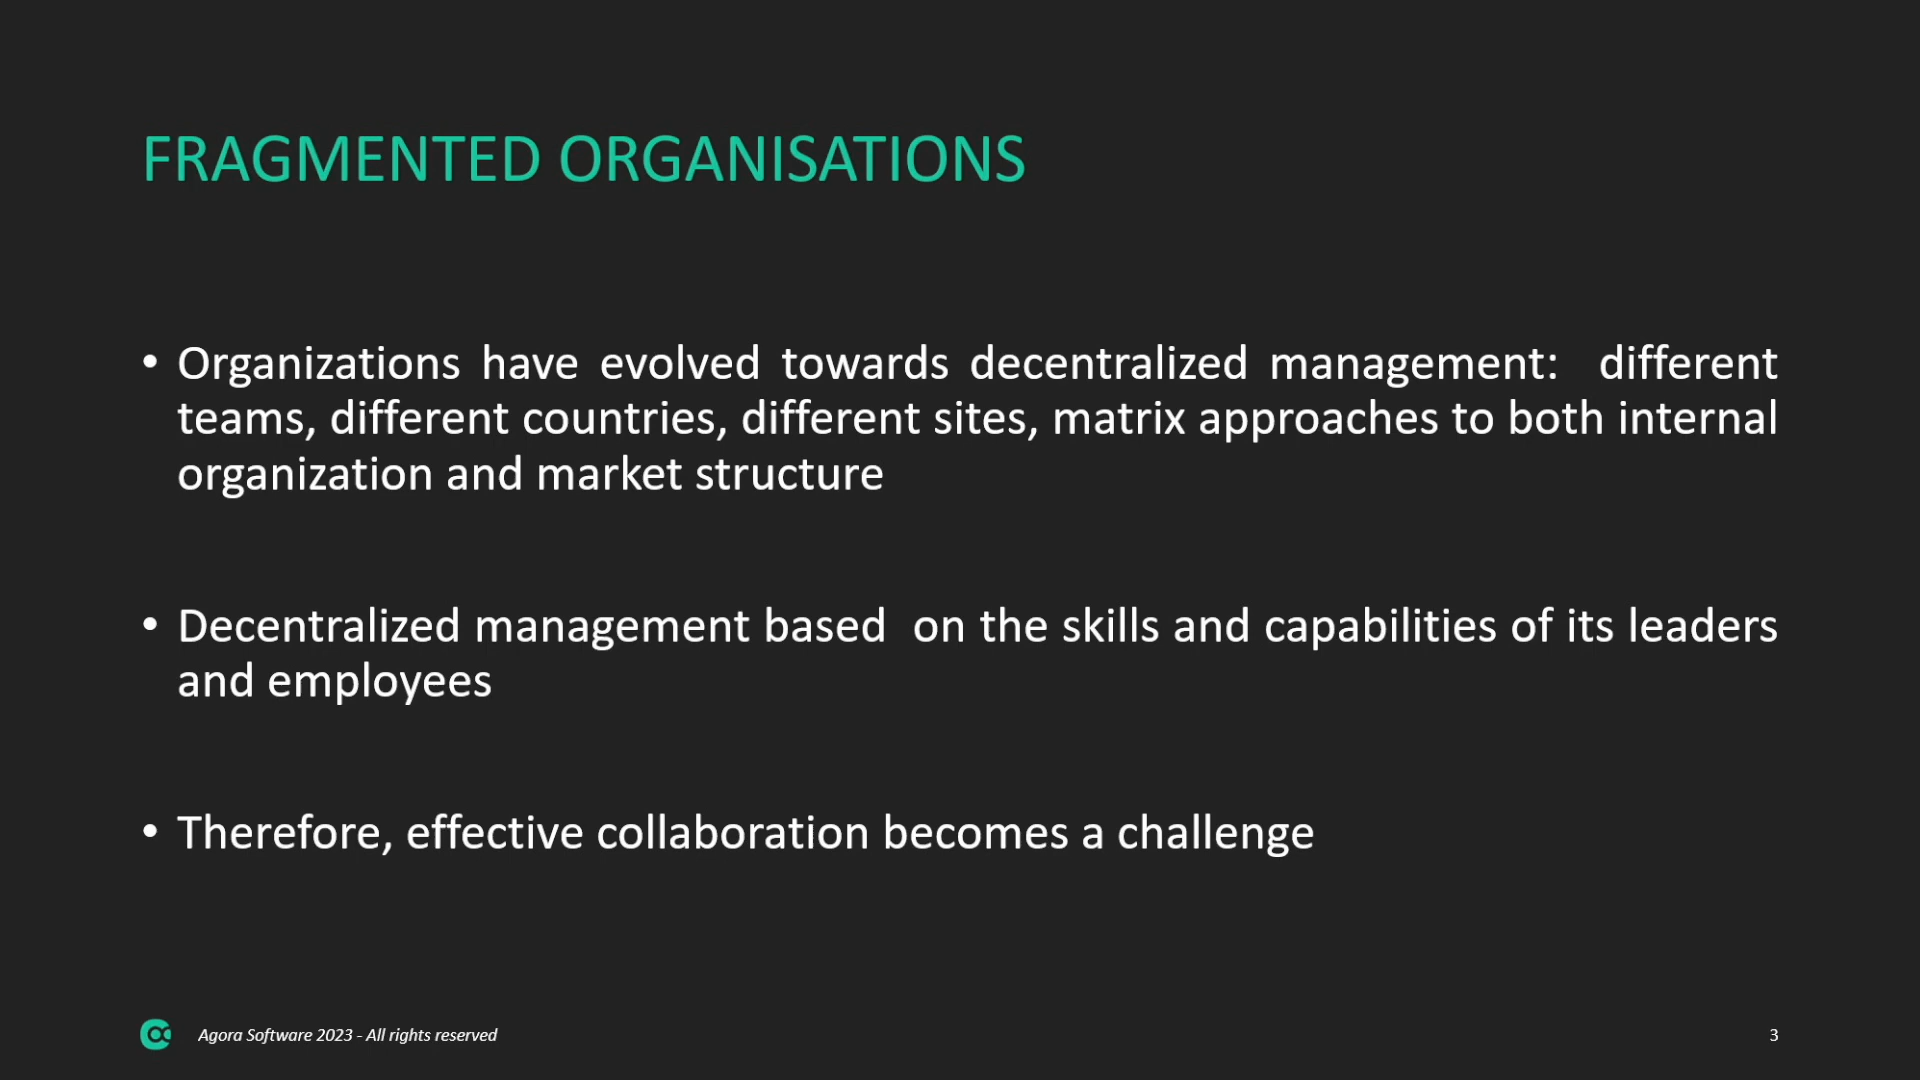 FRAGMENTED ORGANISATIONS
• Organizations have evolved towards decentralized management:  different
teams, different countries, different sites, matrix approaches to both internal
organization and market structure
• Decentralized management based  on the skills and capabilities of its leaders
and employees
• Therefore, effective collaboration becomes a challenge
Agora Software 2023 - All rights reserved
3